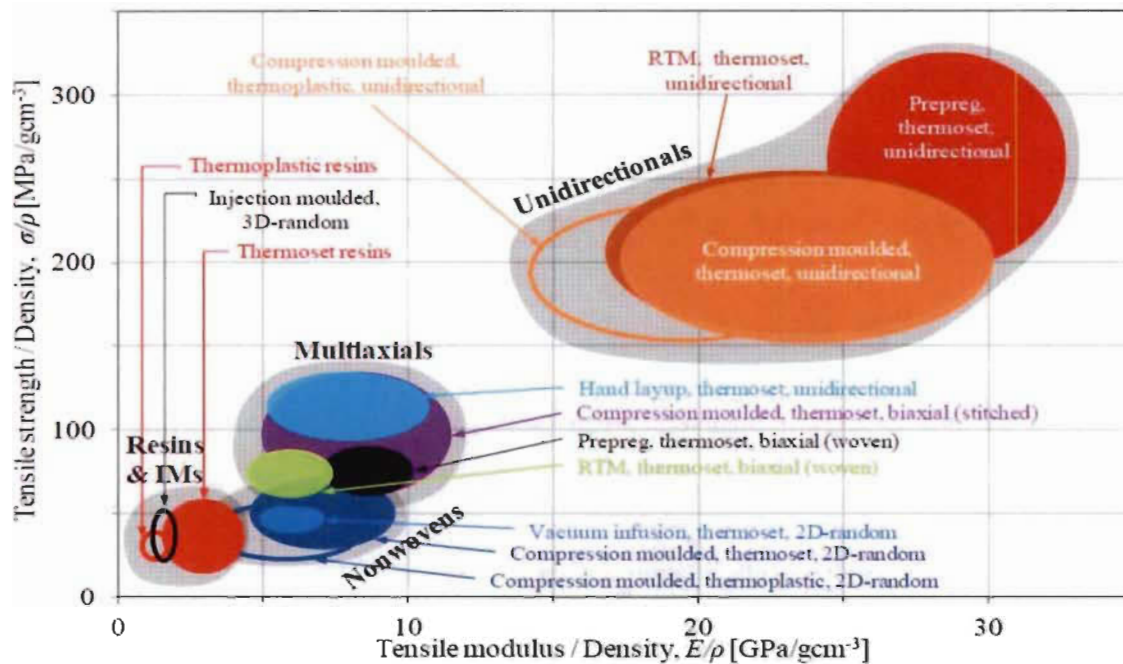 Tensile strength / Density, σ/ρ [MPa/gcm⁻³]
300
200
100
50
0
0
10
20
30
Tensile modulus / Density, E/ρ [GPa/gcm⁻³]
Compression moulded,
thermoplastic, unidirectional
RTM, thermoset,
unidirectional
Prepreg,
thermoset,
unidirectional
Unidirectionals
Thermoplastic resins
Injection moulded,
3D-random
Thermoset resins
Compression moulded,
thermoset, unidirectional
Multiaxials
Hand layup, thermoset, unidirectional
Compression moulded, thermoset, biaxial (stitched)
Prepreg, thermoset, biaxial (woven)
RTM, thermoset, biaxial (woven)
Resins
& IMs
Nonwovens
Vacuum infusion, thermoset, 2D-random
Compression moulded, thermoset, 2D-random
Compression moulded, thermoplastic, 2D-random